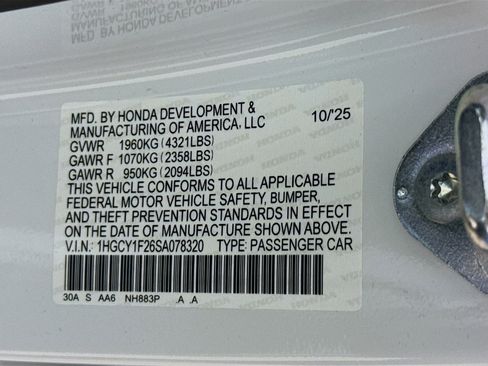 MFD. BY HONDA DEVELOPMENT &
MANUFACTURING OF AMERICA, LLC 10/'25
GVWR 1960KG (4321LBS)
GAWR F 1070KG (2358LBS)
GAWR R 950KG (2094LBS)
THIS VEHICLE CONFORMS TO ALL APPLICABLE
FEDERAL MOTOR VEHICLE SAFETY, BUMPER,
AND THEFT PREVENTION STANDARDS IN EFFECT
ON THE DATE OF MANUFACTURE SHOWN ABOVE.
V.I.N.: 1HGCY1F26SA078320 TYPE: PASSENGER CAR
30A S AA6 NH883P .A .A